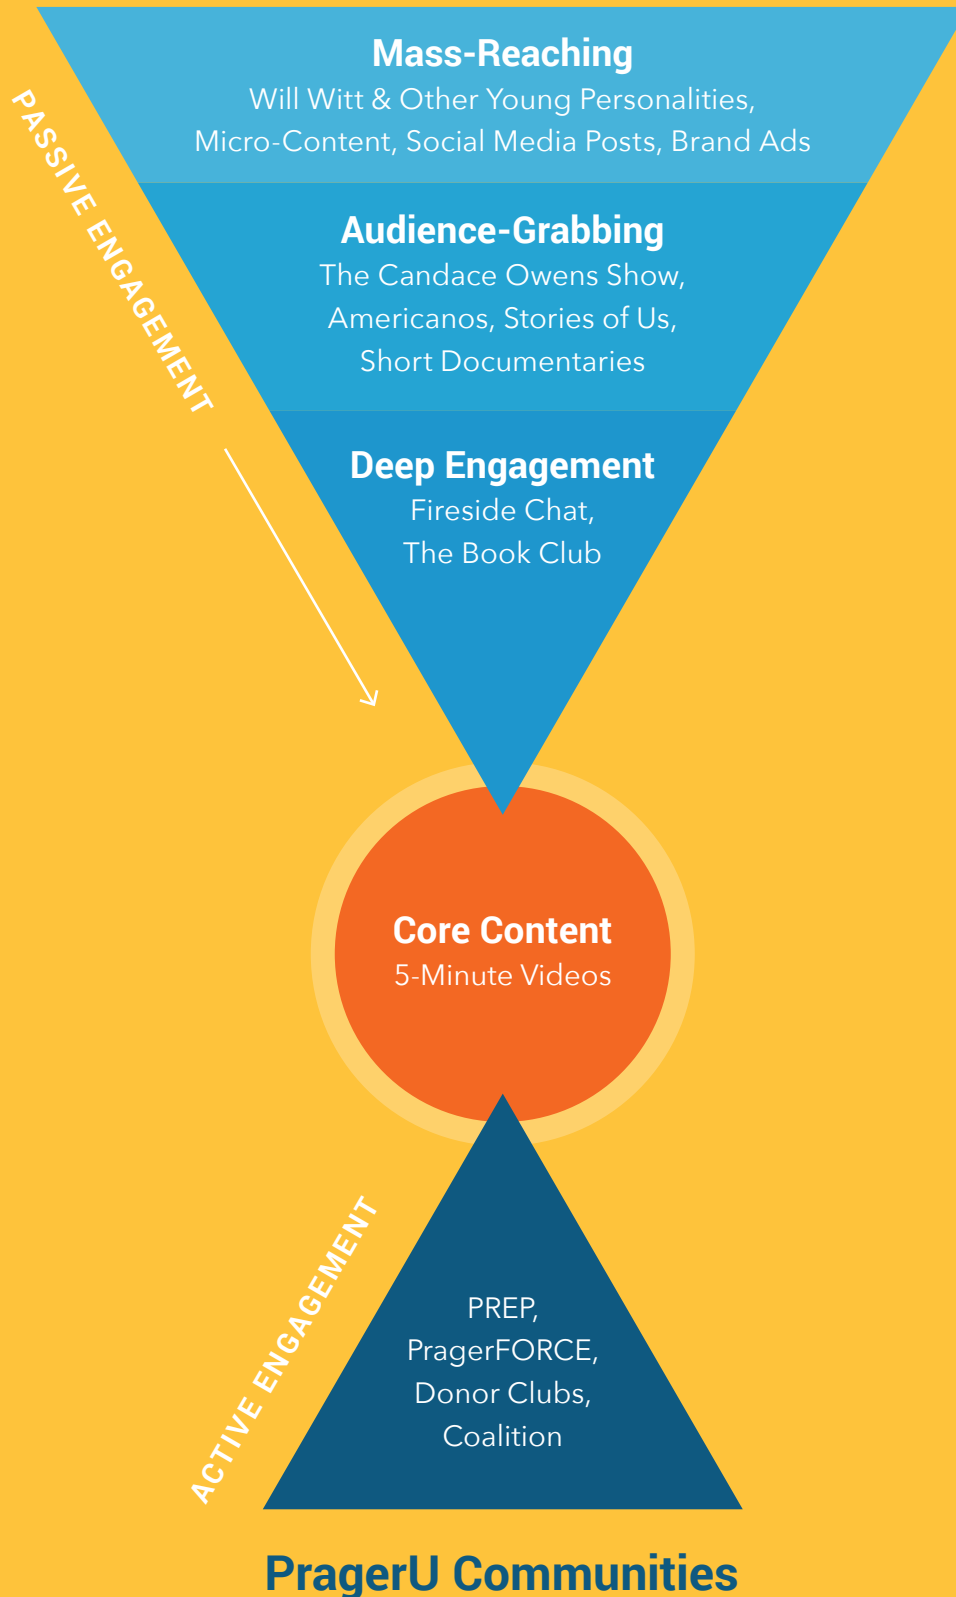 Mass-Reaching
Will Witt & Other Young Personalities,
Micro-Content, Social Media Posts, Brand Ads
PASSIVE ENGAGEMENT
Audience-Grabbing
The Candace Owens Show,
Americanos, Stories of Us,
Short Documentaries
Deep Engagement
Fireside Chat,
The Book Club
Core Content
5-Minute Videos
ACTIVE ENGAGEMENT
PREP,
PragerFORCE,
Donor Clubs,
Coalition
PragerU Communities